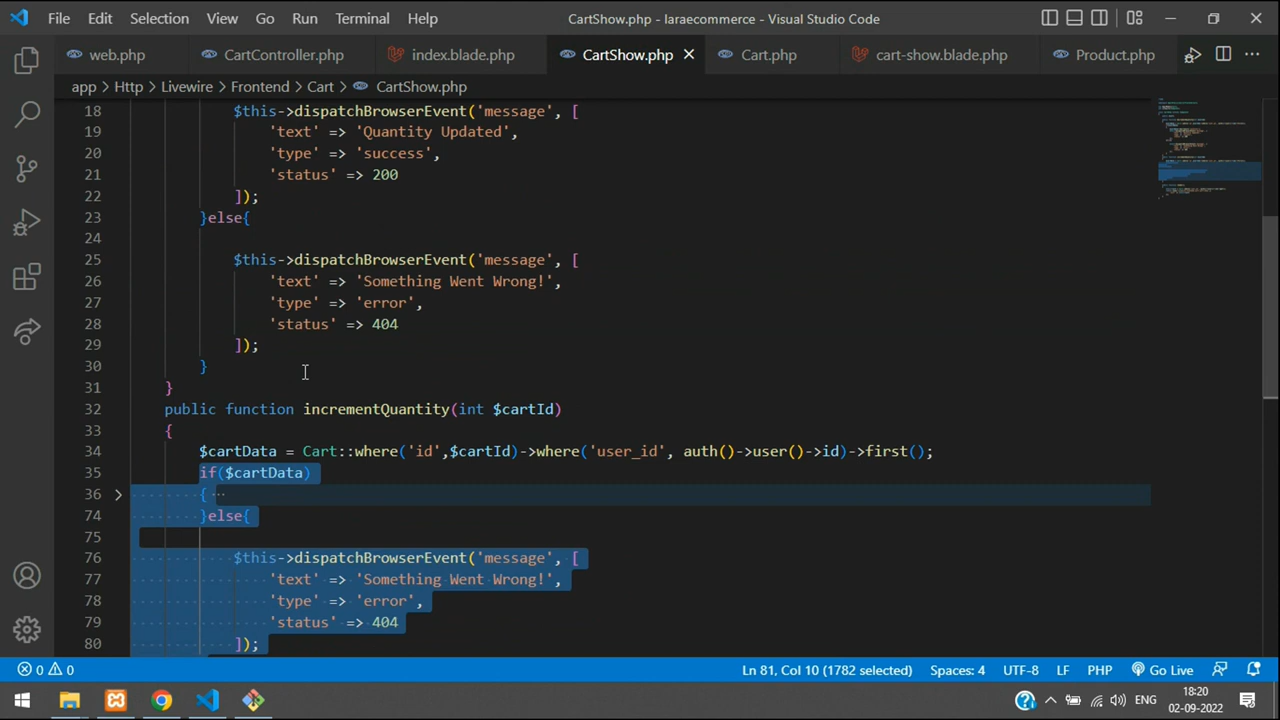 File Edit Selection View Go Run Terminal Help CartShow.php - laraecommerce - Visual Studio Code
web.php CartController.php index.blade.php CartShow.php Cart.php cart-show.blade.php Product.php
app > Http > Livewire > Frontend > Cart > CartShow.php
18 $this->dispatchBrowserEvent('message', [
19 'text' => 'Quantity Updated',
20 'type' => 'success',
21 'status' => 200
22 ]);
23 }else{
24
25 $this->dispatchBrowserEvent('message', [
26 'text' => 'Something Went Wrong!',
27 'type' => 'error',
28 'status' => 404
29 ]);
30 }
31 }
32 public function incrementQuantity(int $cartId)
33 {
34 $cartData = Cart::where('id',$cartId)->where('user_id', auth()->user()->id)->first();
35 if($cartData)
36 { ...
74 }else{
75
76 $this->dispatchBrowserEvent('message', [
77 'text' => 'Something Went Wrong!',
78 'type' => 'error',
79 'status' => 404
80 ]);
0 0 Ln 81, Col 10 (1782 selected) Spaces: 4 UTF-8 LF PHP Go Live
ENG 18:20
02-09-2022